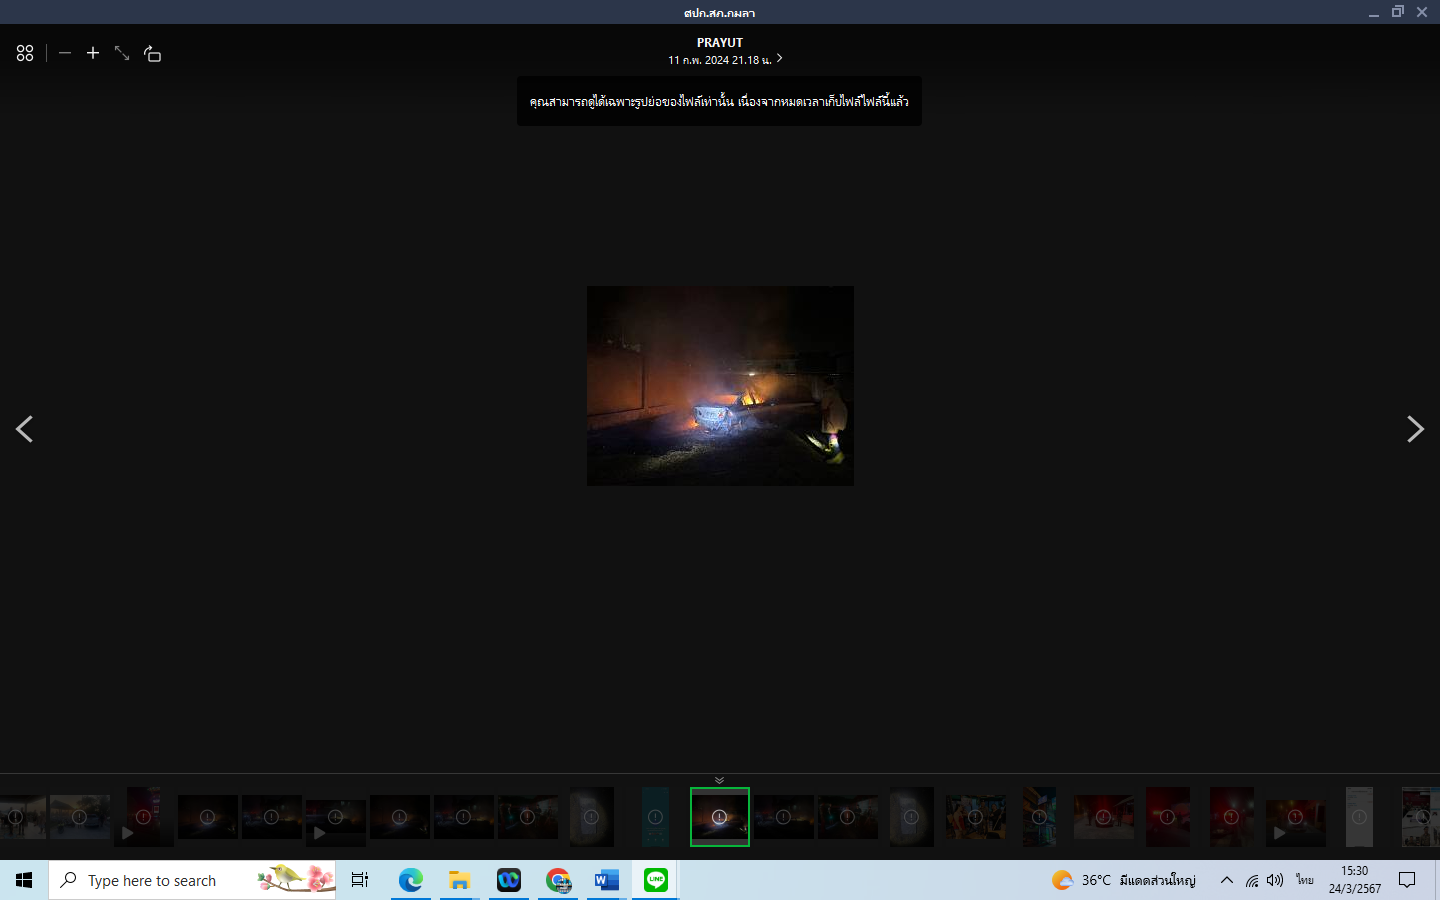 ศปก.สภ.กมลา
PRAYUT
11 ก.พ. 2024 21.18 น.
คุณสามารถดูได้เฉพาะรูปย่อของไฟล์เท่านั้น เนื่องจากหมดเวลาเก็บไฟล์ไฟล์นี้แล้ว
Type here to search
36°C มีแดดส่วนใหญ่
ไทย
15:30
24/3/2567
LINE